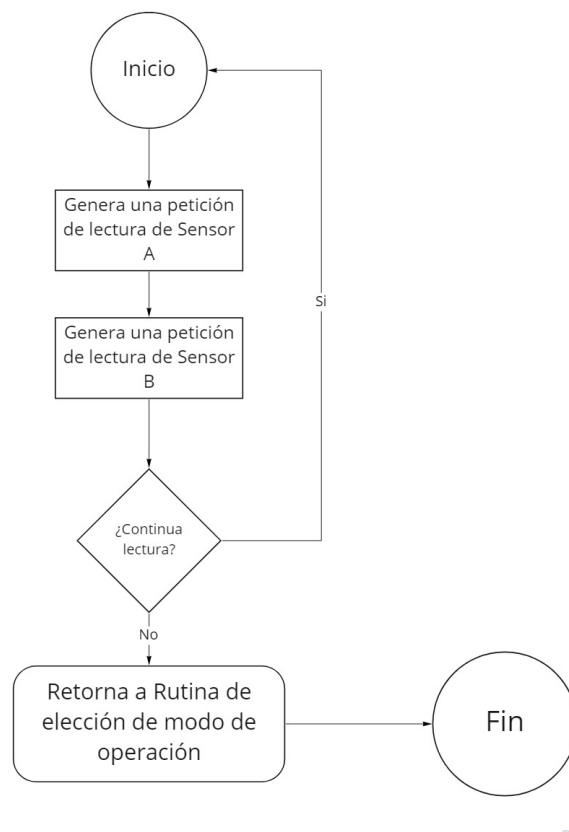 Inicio
Genera una petición
de lectura de Sensor
A
Si
Genera una petición
de lectura de Sensor
B
¿Continua
lectura?
No
Retorna a Rutina de
elección de modo de
operación
Fin